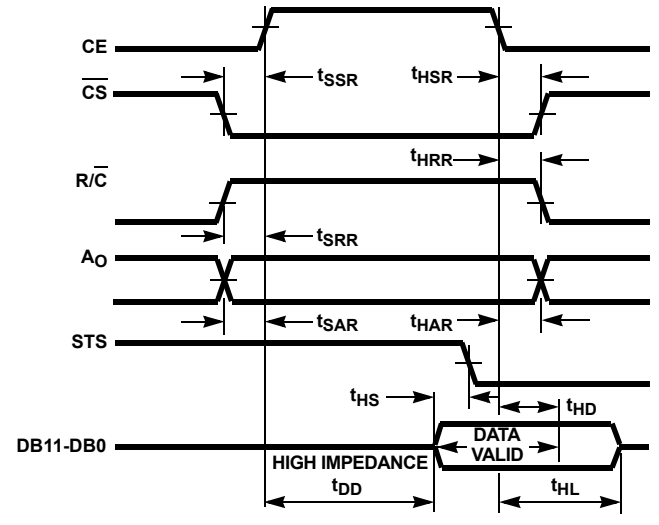 CE
tSSR
tHSR
CS
tHRR
R/C
tSRR
AO
tSAR
tHAR
STS
tHS
tHD
DB11-DB0
DATA
VALID
HIGH IMPEDANCE
tDD
tHL